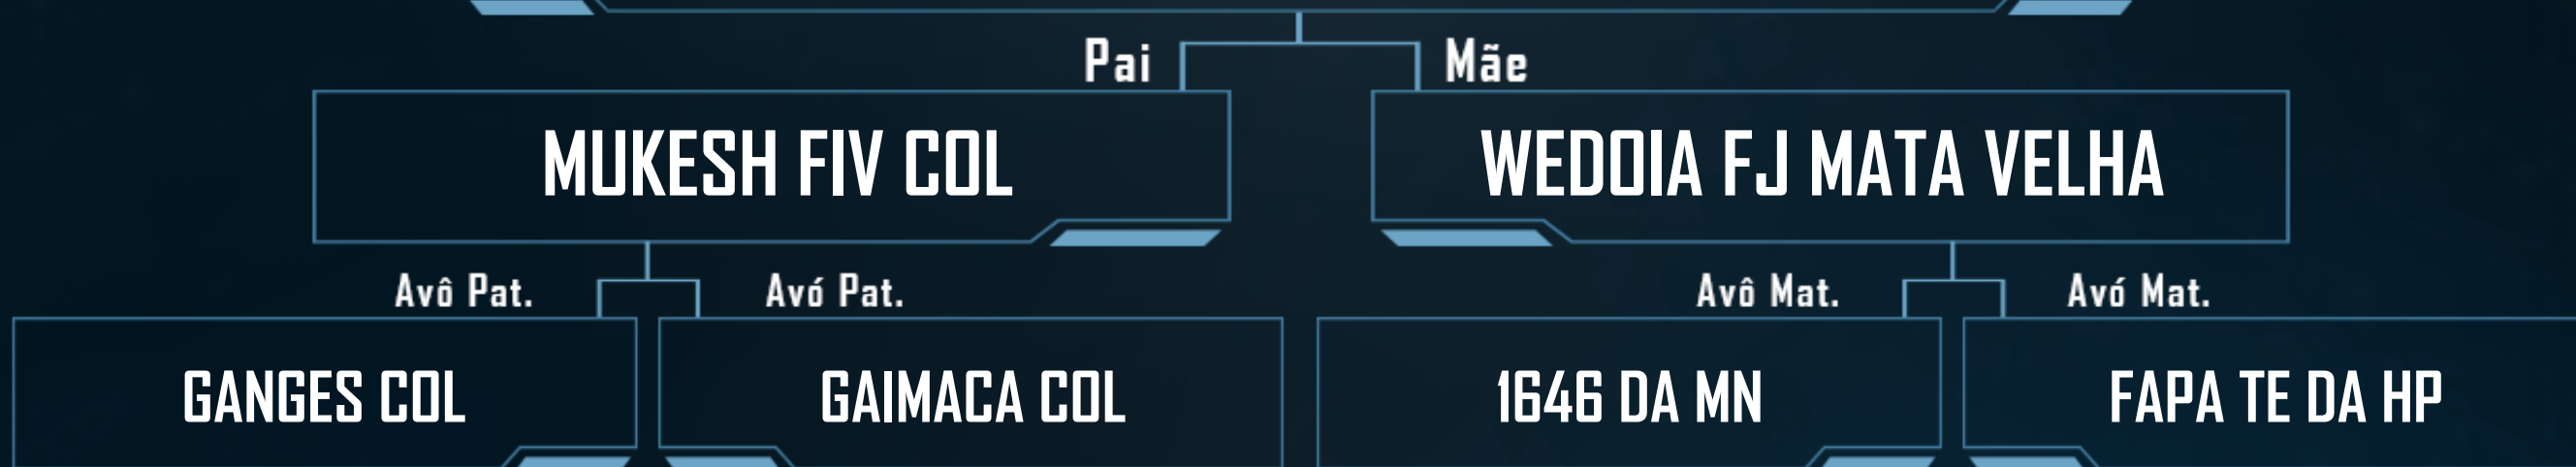 Pai Mãe
MUKESH FIV COL WEDOIA FJ MATA VELHA
Avô Pat. Avó Pat. Avô Mat. Avó Mat.
GANGES COL GAIMACA COL 1646 DA MN FAPA TE DA HP